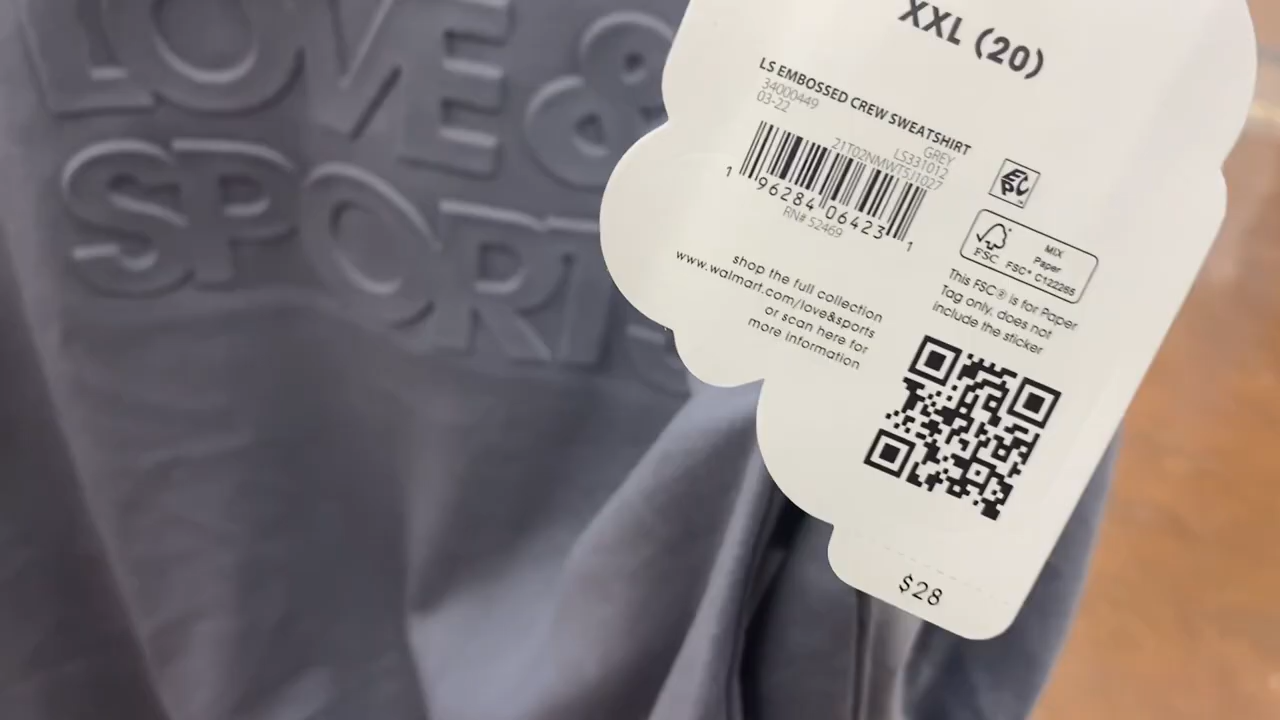 LOVE &
SPORTS
XXL (20)
LS EMBOSSED CREW SWEATSHIRT
34000449
03-22
GREY
LS331012
21T02NMWT5J1027
1 96284 06423 1
RN# 52469
shop the full collection
www.walmart.com/love&sports
or scan here for
more information
EPC
FSC
MIX
Paper
FSC® C122265
This FSC® is for Paper
Tag only, does not
include the sticker
$28